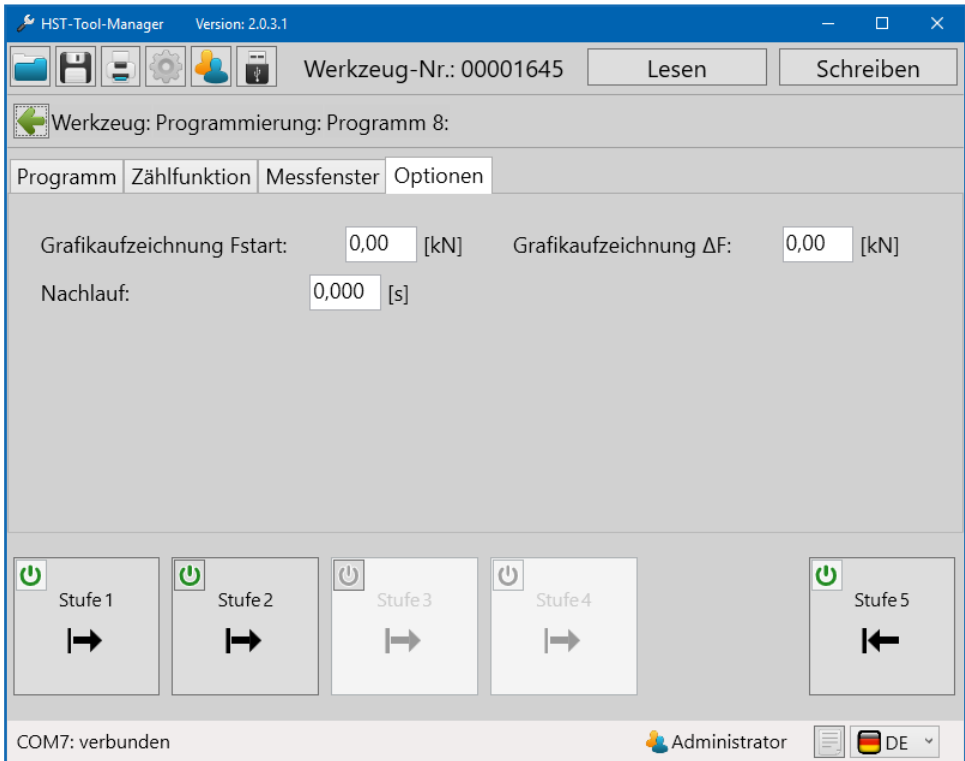 HST-Tool-Manager Version: 2.0.3.1
Werkzeug-Nr.: 00001645 Lesen Schreiben
Werkzeug: Programmierung: Programm 8:
Programm Zählfunktion Messfenster Optionen
Grafikaufzeichnung Fstart: 0,00 [kN] Grafikaufzeichnung ΔF: 0,00 [kN]
Nachlauf: 0,000 [s]
Stufe 1 Stufe 2 Stufe 3 Stufe 4 Stufe 5
COM7: verbunden Administrator DE